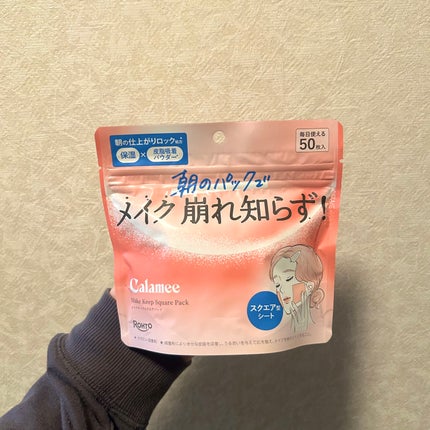 朝の仕上がりロック処方
保湿 × 皮脂吸着パウダー
毎日使える
50枚入
朝のパックで
メイク崩れ知らず!
Calamee
Make Keep Square Pack
スクエア型
シート
ROHTO